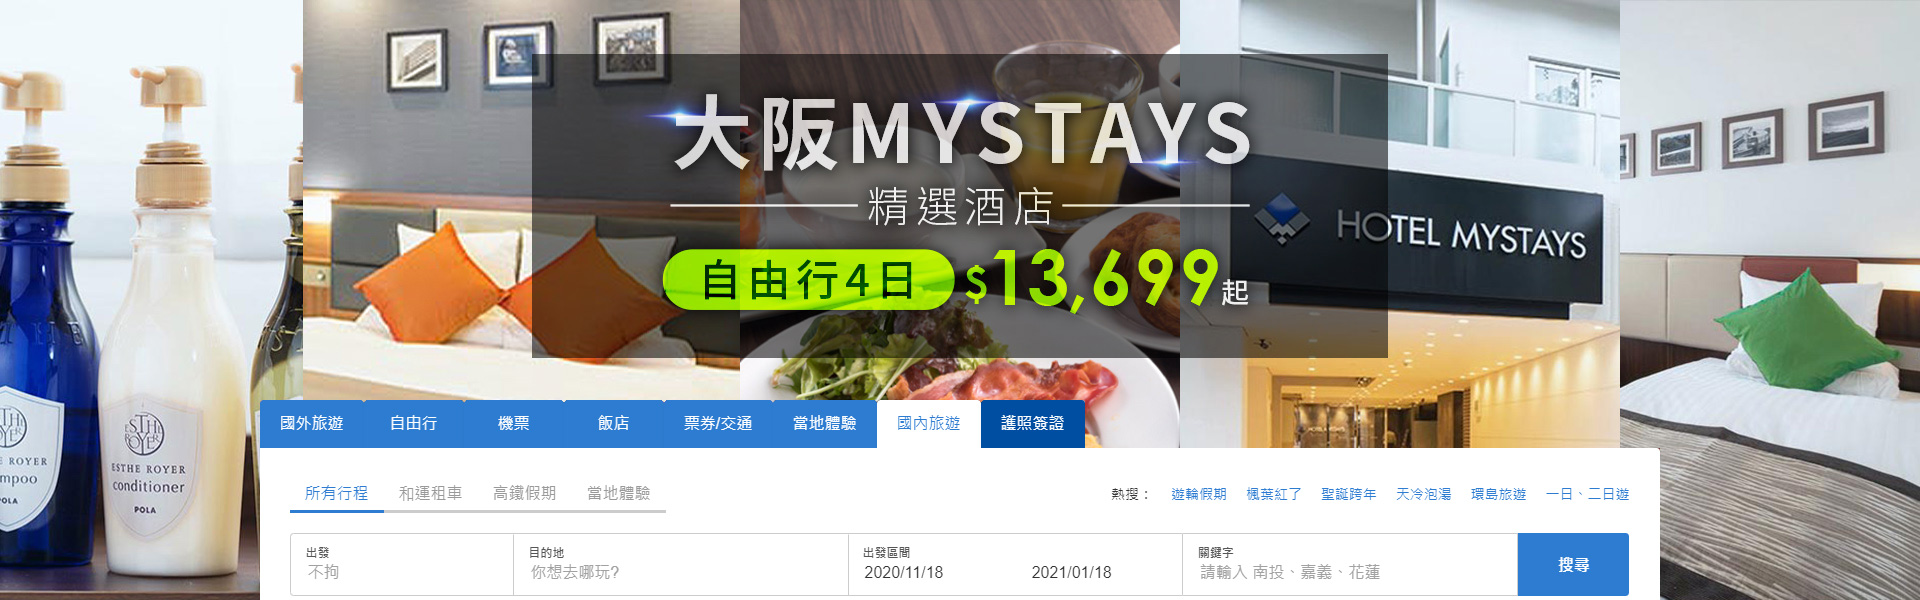 大阪MYSTAYS
精選酒店
自由行4日 $13,699起
HOTEL MYSTAYS
ESTHE ROYER
conditioner
POLA
E ROYER
mpoo
POLA
國外旅遊 自由行 機票 飯店 票券/交通 當地體驗 國內旅遊 護照簽證
所有行程 和運租車 高鐵假期 當地體驗
熱搜： 遊輪假期 楓葉紅了 聖誕跨年 天冷泡湯 環島旅遊 一日、二日遊
出發 目的地 出發區間 關鍵字
不拘 你想去哪玩? 2020/11/18 2021/01/18 請輸入 南投、嘉義、花蓮
搜尋